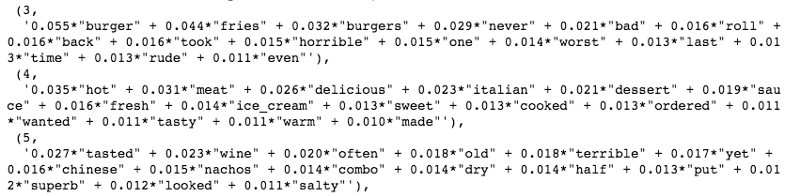 (3,
'0.055*"burger" + 0.044*"fries" + 0.032*"burgers" + 0.029*"never" + 0.021*"bad" + 0.016*"roll" +
0.016*"back" + 0.016*"took" + 0.015*"horrible" + 0.015*"one" + 0.014*"worst" + 0.013*"last" + 0.01
3*"time" + 0.013*"rude" + 0.011*"even"'),
(4,
'0.035*"hot" + 0.031*"meat" + 0.026*"delicious" + 0.023*"italian" + 0.021*"dessert" + 0.019*"sau
ce" + 0.016*"fresh" + 0.014*"ice_cream" + 0.013*"sweet" + 0.013*"cooked" + 0.013*"ordered" + 0.011
*"wanted" + 0.011*"tasty" + 0.011*"warm" + 0.010*"made"'),
(5,
'0.027*"tasted" + 0.023*"wine" + 0.020*"often" + 0.018*"old" + 0.018*"terrible" + 0.017*"yet" +
0.016*"chinese" + 0.015*"nachos" + 0.014*"combo" + 0.014*"dry" + 0.014*"half" + 0.013*"put" + 0.01
2*"superb" + 0.012*"looked" + 0.011*"salty"'),